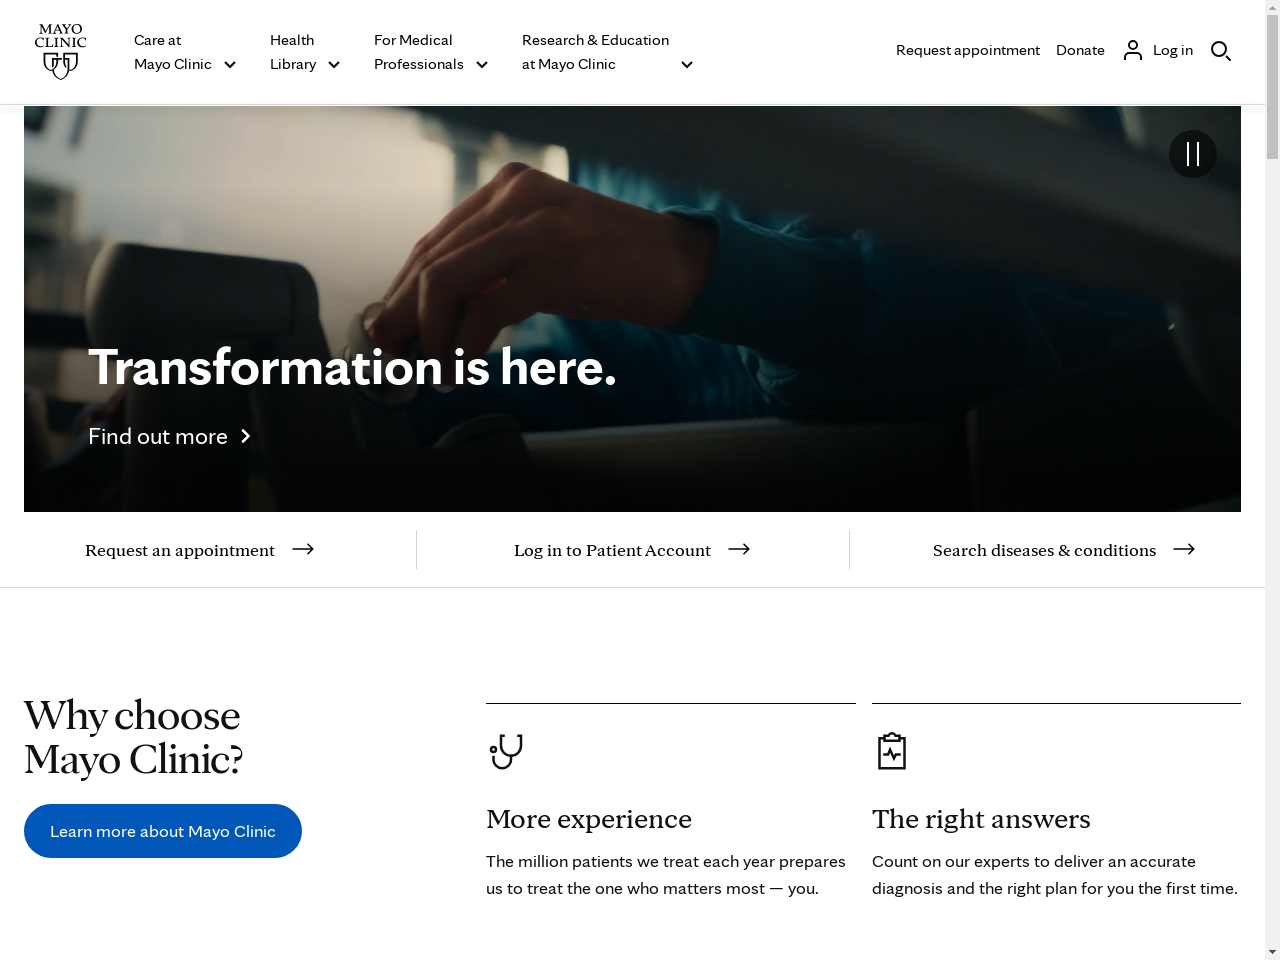 MAYO
CLINIC
Care at
Mayo Clinic
Health
Library
For Medical
Professionals
Research & Education
at Mayo Clinic
Request appointment
Donate
Log in
Transformation is here.
Find out more
Request an appointment
Log in to Patient Account
Search diseases & conditions
Why choose
Mayo Clinic?
Learn more about Mayo Clinic
More experience
The million patients we treat each year prepares
us to treat the one who matters most — you.
The right answers
Count on our experts to deliver an accurate
diagnosis and the right plan for you the first time.